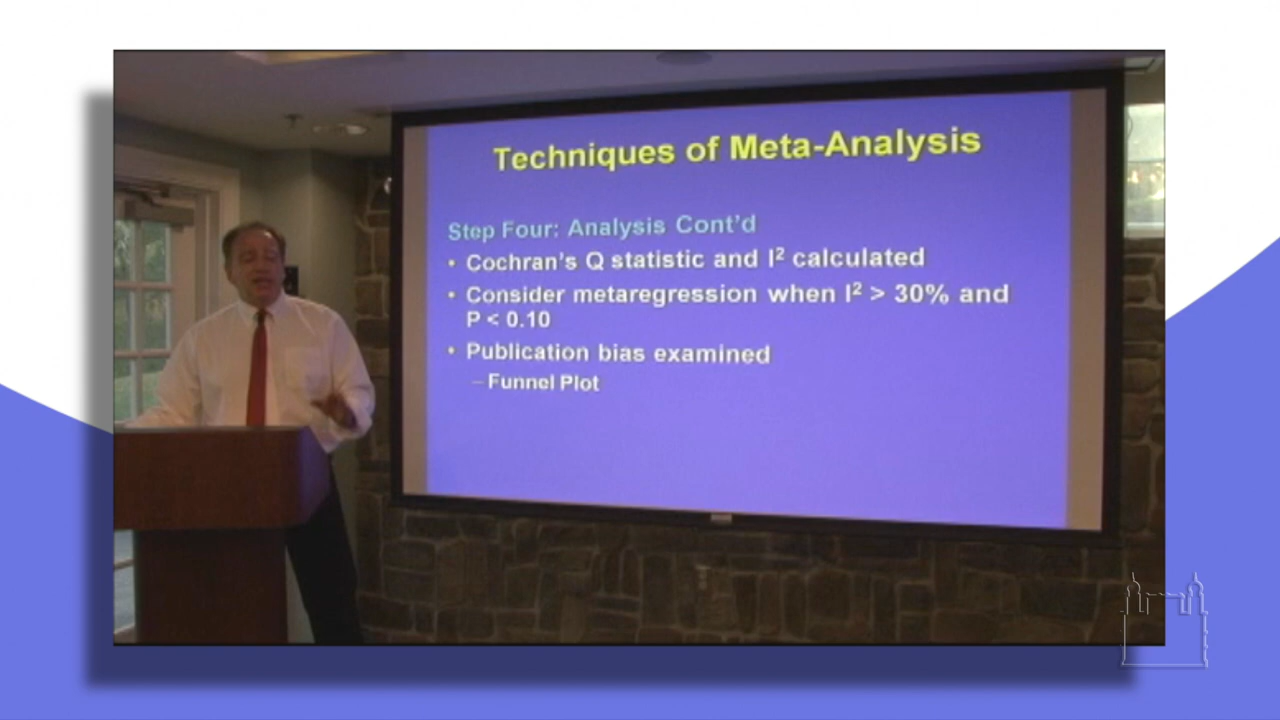 Techniques of Meta-Analysis
Step Four: Analysis Cont'd
• Cochran's Q statistic and I² calculated
• Consider metaregression when I² > 30% and
P < 0.10
• Publication bias examined
– Funnel Plot